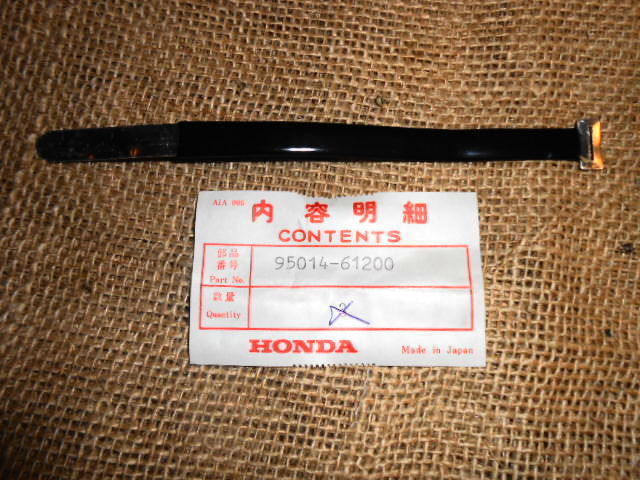 AIA 005
内容明細
CONTENTS
部品
番号
Part No.
95014-61200
数量
Quantity
HONDA
Made in Japan